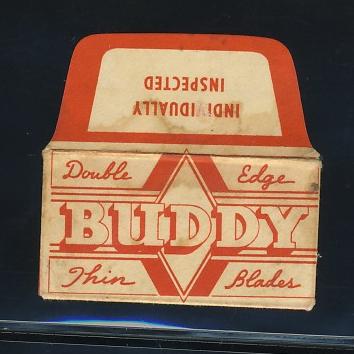 INDIVIDUALLY
INSPECTED
Double Edge
BUDDY
Thin Blades